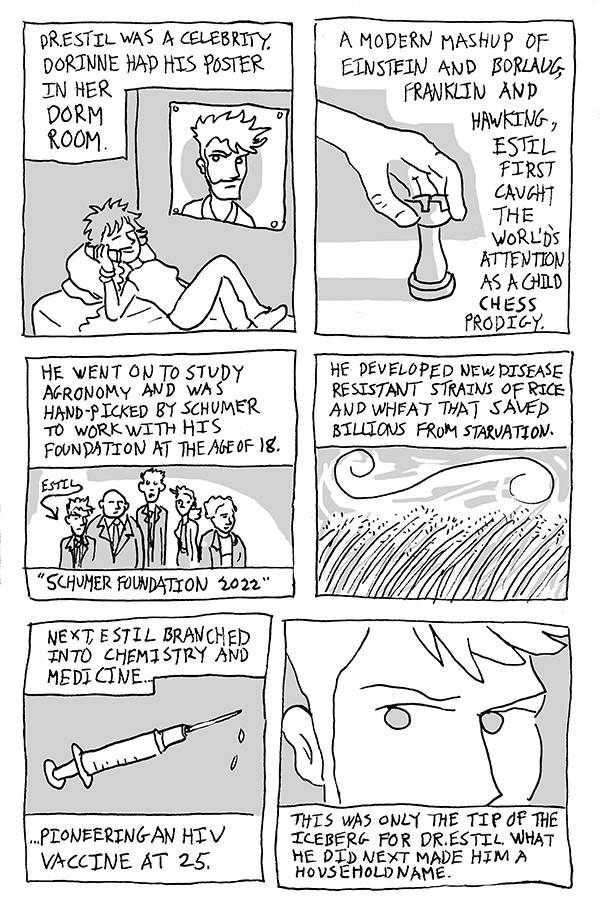 DR.ESTIL WAS A CELEBRITY.
DORINNE HAD HIS POSTER
IN HER
DORM
ROOM.
A MODERN MASHUP OF
EINSTEIN AND BORLAUG,
FRANKLIN AND
HAWKING,
ESTIL
FIRST
CAUGHT
THE
WORL'D'S
ATTENTION
AS A CHILD
CHESS
PRODIGY.
HE WENT ON TO STUDY
AGRONOMY AND WAS
HAND-PICKED BY SCHUMER
TO WORK WITH HIS
FOUNDATION AT THE AGE OF 18.
ESTIL
"SCHUMER FOUNDATION 2022"
HE DEVELOPED NEW DISEASE
RESISTANT STRAINS OF RICE
AND WHEAT THAT SAVED
BILLIONS FROM STARVATION.
NEXT, ESTIL BRANCHED
INTO CHEMISTRY AND
MEDICINE...
...PIONEERING AN HIV
VACCINE AT 25.
THIS WAS ONLY THE TIP OF THE
ICEBERG FOR DR.ESTIL. WHAT
HE DID NEXT MADE HIM A
HOUSEHOLD NAME.